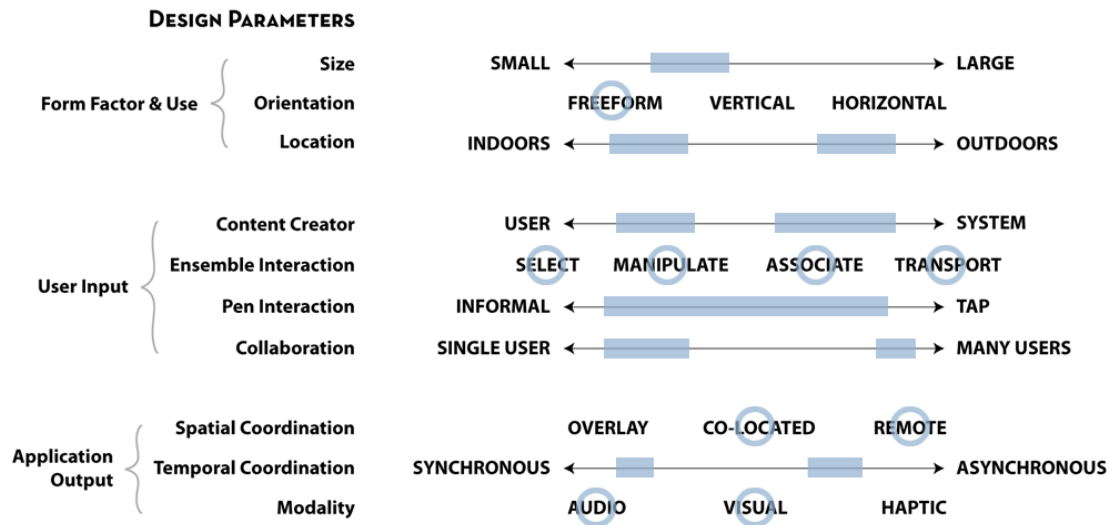 DESIGN PARAMETERS
Size SMALL LARGE
Form Factor & Use Orientation FREEFORM VERTICAL HORIZONTAL
Location INDOORS OUTDOORS
Content Creator USER SYSTEM
Ensemble Interaction SELECT MANIPULATE ASSOCIATE TRANSPORT
User Input
Pen Interaction INFORMAL TAP
Collaboration SINGLE USER MANY USERS
Spatial Coordination OVERLAY CO-LOCATED REMOTE
Application
Output
Temporal Coordination SYNCHRONOUS ASYNCHRONOUS
Modality AUDIO VISUAL HAPTIC